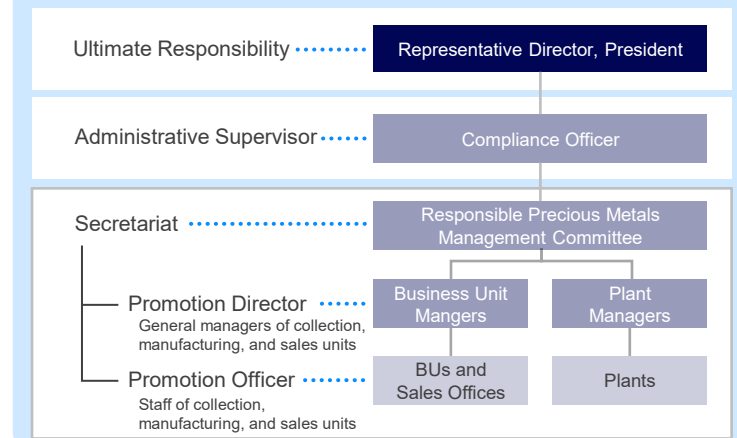 Ultimate Responsibility
Representative Director, President
Administrative Supervisor
Compliance Officer
Secretariat
Responsible Precious Metals
Management Committee
Promotion Director
General managers of collection,
manufacturing, and sales units
Business Unit
Mangers
Plant
Managers
Promotion Officer
Staff of collection,
manufacturing, and sales units
BUs and
Sales Offices
Plants